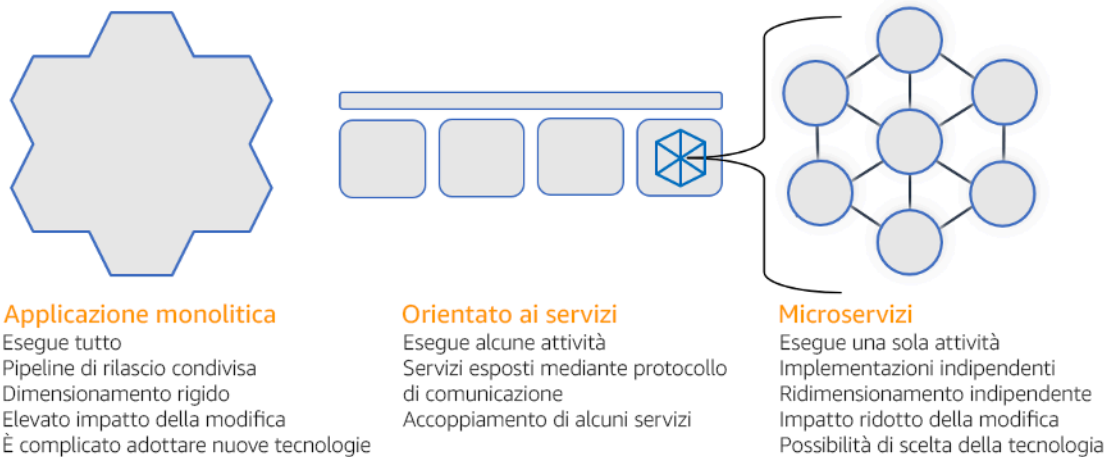 Applicazione monolitica
Esegue tutto
Pipeline di rilascio condivisa
Dimensionamento rigido
Elevato impatto della modifica
È complicato adottare nuove tecnologie
Orientato ai servizi
Esegue alcune attività
Servizi esposti mediante protocollo
di comunicazione
Accoppiamento di alcuni servizi
Microservizi
Esegue una sola attività
Implementazioni indipendenti
Ridimensionamento indipendente
Impatto ridotto della modifica
Possibilità di scelta della tecnologia